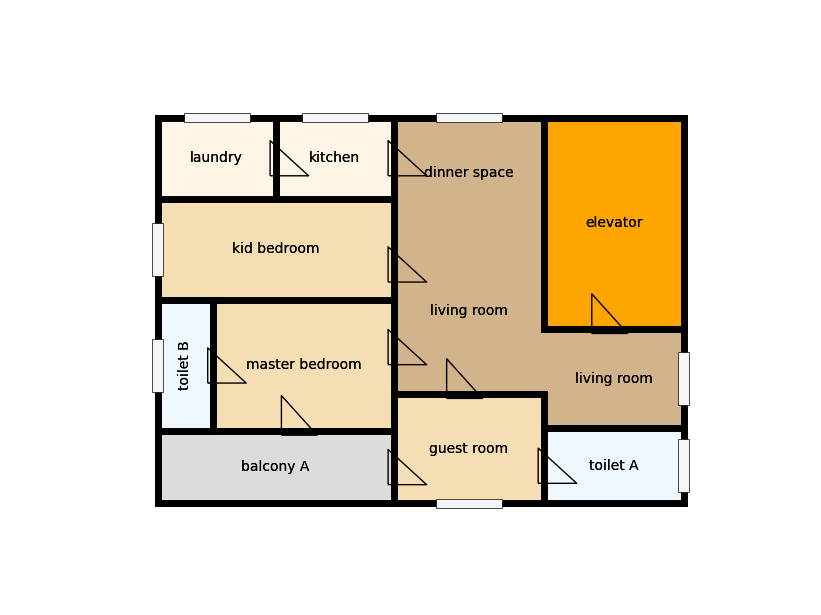 laundry
kitchen
dinner space
elevator
kid bedroom
living room
toilet B
master bedroom
living room
guest room
balcony A
toilet A